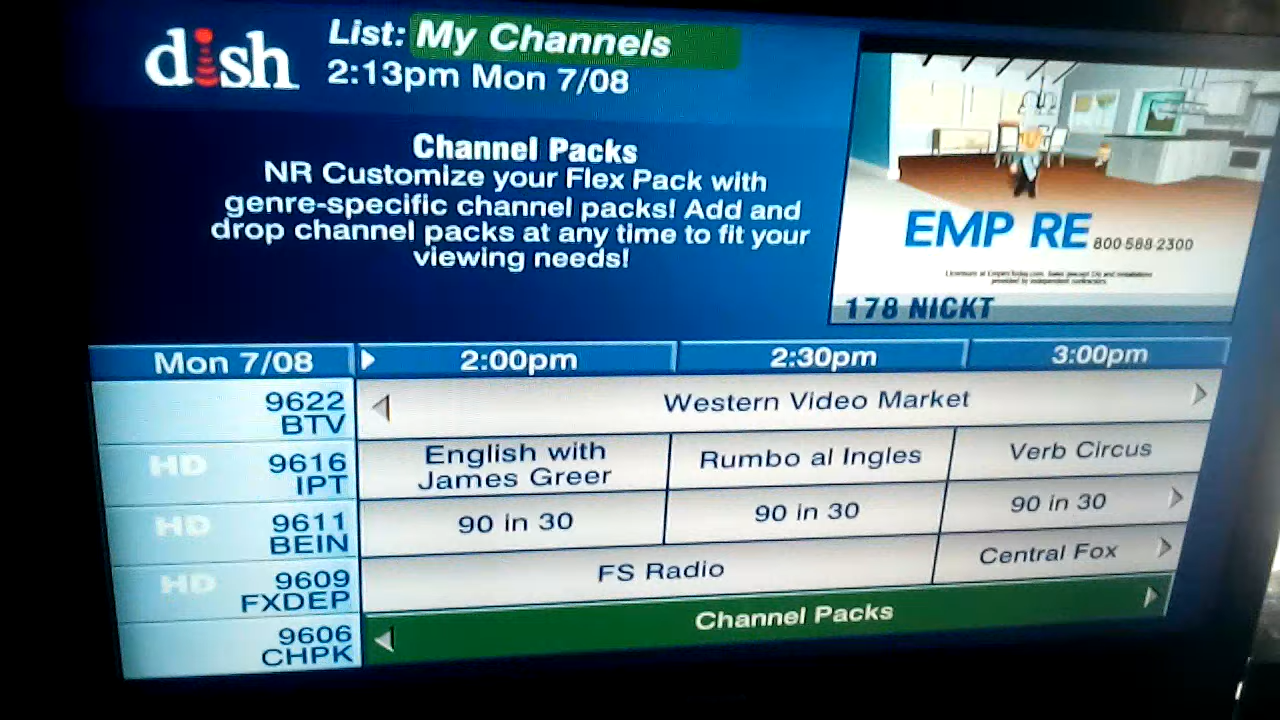 dish
List: My Channels
2:13pm Mon 7/08
Channel Packs
NR Customize your Flex Pack with
genre-specific channel packs! Add and
drop channel packs at any time to fit your
viewing needs!
EMP RE 800 588 2300
178 NICKT
Mon 7/08 2:00pm 2:30pm 3:00pm
9622
BTV
Western Video Market
HD 9616
IPT
English with
James Greer
Rumbo al Ingles
Verb Circus
HD 9611
BEIN
90 in 30
90 in 30
90 in 30
HD 9609
FXDEP
FS Radio
Central Fox
9606
CHPK
Channel Packs